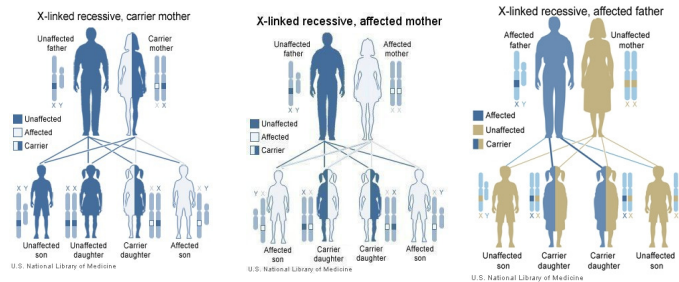 X-linked recessive, carrier mother
Unaffected
father
Carrier
mother
X Y
X X
Unaffected
Affected
Carrier
X Y
X X
X X
X Y
Unaffected
son
Unaffected
daughter
Carrier
daughter
Affected
son
U.S. National Library of Medicine
X-linked recessive, affected mother
Unaffected
father
Affected
mother
X Y
X X
Unaffected
Affected
Carrier
Y X
X X
X X
X Y
Affected
son
Carrier
daughter
Carrier
daughter
Affected
son
U.S. National Library of Medicine
X-linked recessive, affected father
Affected
father
Unaffected
mother
X Y
X X
Affected
Unaffected
Carrier
X Y
X X
X X
X Y
Unaffected
son
Carrier
daughter
Carrier
daughter
Unaffected
son
U.S. National Library of Medicine